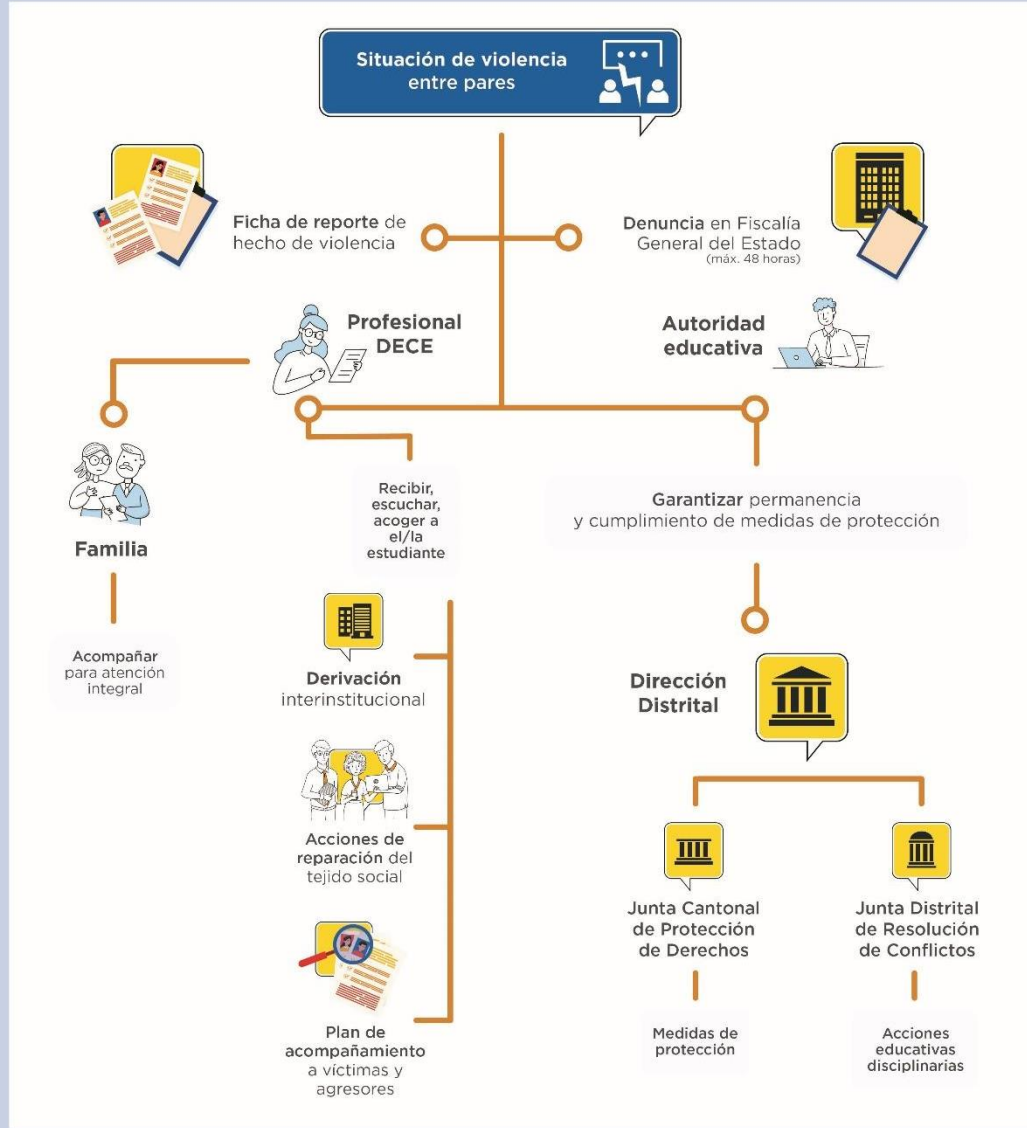 Situación de violencia
entre pares
Ficha de reporte de
hecho de violencia
Denuncia en Fiscalía
General del Estado
(máx. 48 horas)
Profesional
DECE
Autoridad
educativa
Familia
Recibir,
escuchar,
acoger a
el/la
estudiante
Garantizar permanencia
y cumplimiento de medidas de protección
Acompañar
para atención
integral
Derivación
interinstitucional
Dirección
Distrital
Acciones de
reparación del
tejido social
Junta Cantonal
de Protección
de Derechos
Junta Distrital
de Resolución
de Conflictos
Plan de
acompañamiento
a víctimas y
agresores
Medidas de
protección
Acciones
educativas
disciplinarias